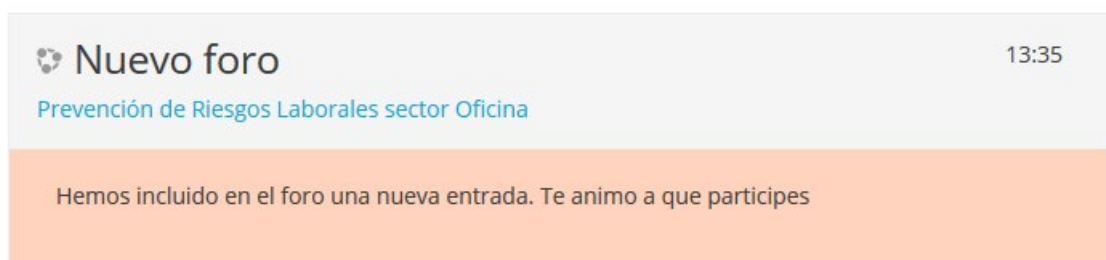 Nuevo foro
13:35
Prevención de Riesgos Laborales sector Oficina
Hemos incluido en el foro una nueva entrada. Te animo a que participes